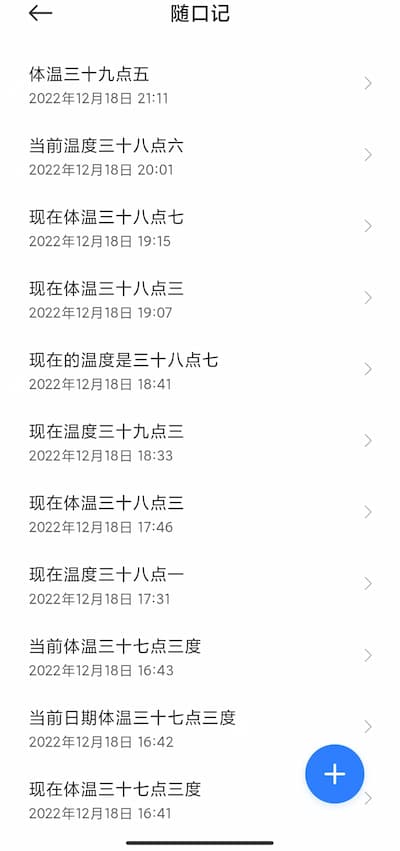 随口记
体温三十九点五
2022年12月18日 21:11
当前温度三十八点六
2022年12月18日 20:01
现在体温三十八点七
2022年12月18日 19:15
现在体温三十八点三
2022年12月18日 19:07
现在的温度是三十八点七
2022年12月18日 18:41
现在温度三十九点三
2022年12月18日 18:33
现在体温三十八点三
2022年12月18日 17:46
现在温度三十八点一
2022年12月18日 17:31
当前体温三十七点三度
2022年12月18日 16:43
当前日期体温三十七点三度
2022年12月18日 16:42
现在体温三十七点三度
2022年12月18日 16:41